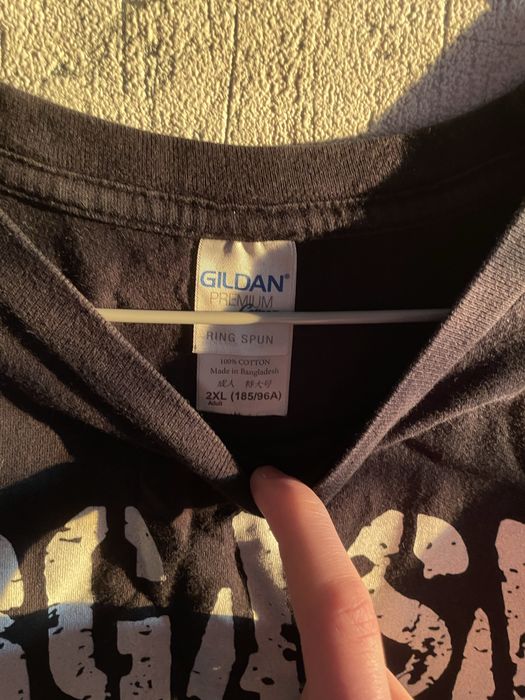 GILDAN®
PREMIUM
RING SPUN
100% COTTON
Made in Bangladesh
成人 特大号
2XL (185/96A)
Adult